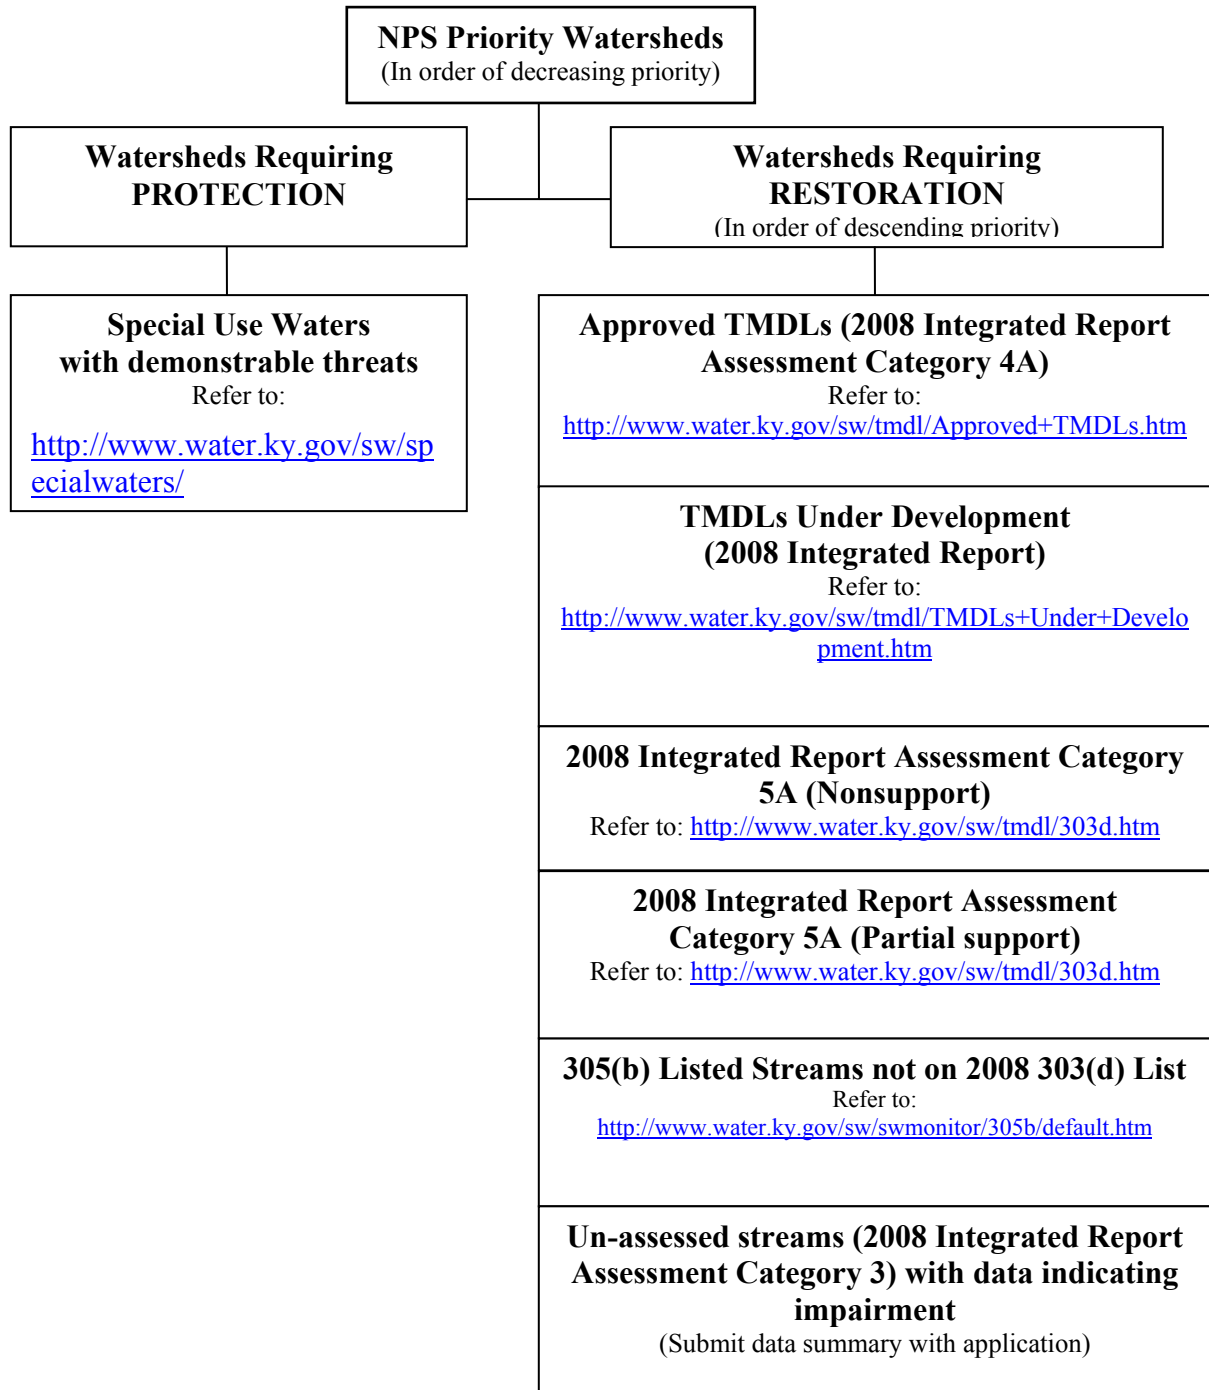 NPS Priority Watersheds
(In order of decreasing priority)
Watersheds Requiring
PROTECTION
Watersheds Requiring
RESTORATION
(In order of descending priority)
Special Use Waters
with demonstrable threats
Refer to:
http://www.water.ky.gov/sw/sp
ecialwaters/
Approved TMDLs (2008 Integrated Report
Assessment Category 4A)
Refer to:
http://www.water.ky.gov/sw/tmdl/Approved+TMDLs.htm
TMDLs Under Development
(2008 Integrated Report)
Refer to:
http://www.water.ky.gov/sw/tmdl/TMDLs+Under+Develo
pment.htm
2008 Integrated Report Assessment Category
5A (Nonsupport)
Refer to: http://www.water.ky.gov/sw/tmdl/303d.htm
2008 Integrated Report Assessment
Category 5A (Partial support)
Refer to: http://www.water.ky.gov/sw/tmdl/303d.htm
305(b) Listed Streams not on 2008 303(d) List
Refer to:
http://www.water.ky.gov/sw/swmonitor/305b/default.htm
Un-assessed streams (2008 Integrated Report
Assessment Category 3) with data indicating
impairment
(Submit data summary with application)